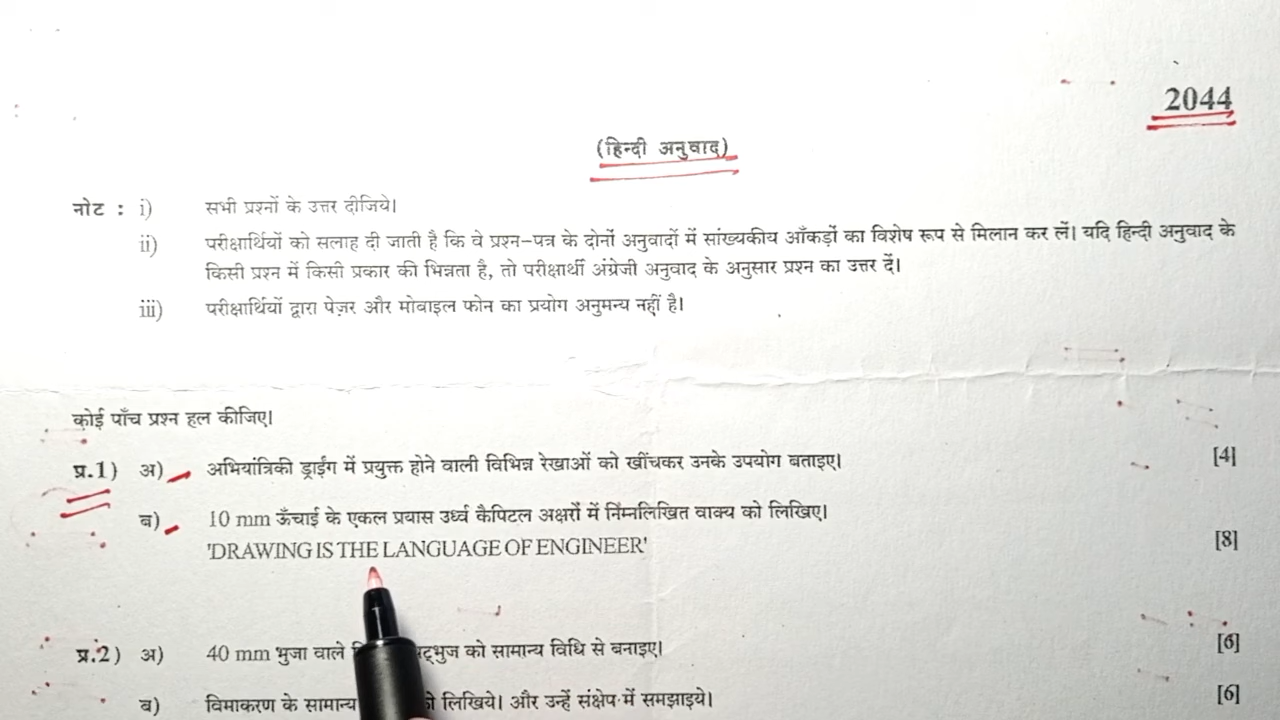 2044
(हिन्दी अनुवाद)
नोट : i) सभी प्रश्नों के उत्तर दीजिये।
ii) परीक्षार्थियों को सलाह दी जाती है कि वे प्रश्न-पत्र के दोनों अनुवादों में सांख्यकीय आँकड़ों का विशेष रूप से मिलान कर लें। यदि हिन्दी अनुवाद के
किसी प्रश्न में किसी प्रकार की भिन्नता है, तो परीक्षार्थी अंग्रेजी अनुवाद के अनुसार प्रश्न का उत्तर दें।
iii) परीक्षार्थियों द्वारा पेज़र और मोवाइल फोन का प्रयोग अनुमन्य नहीं है।
कोई पाँच प्रश्न हल कीजिए।
प्र.1) अ) अभियांत्रिकी ड्राईंग में प्रयुक्त होने वाली विभिन्न रेखाओं को खींचकर उनके उपयोग बताइए। [4]
ब) 10 mm ऊँचाई के एकल प्रयास उर्ध्व कैपिटल अक्षरों में निम्नलिखित वाक्य को लिखिए।
'DRAWING IS THE LANGUAGE OF ENGINEER' [8]
प्र.2) अ) 40 mm भुजा वाले को सामान्य विधि से बनाइए। [6]
ब) विमाकरण के सामान्य लिखिये। और उन्हें संक्षेप में समझाइये। [6]